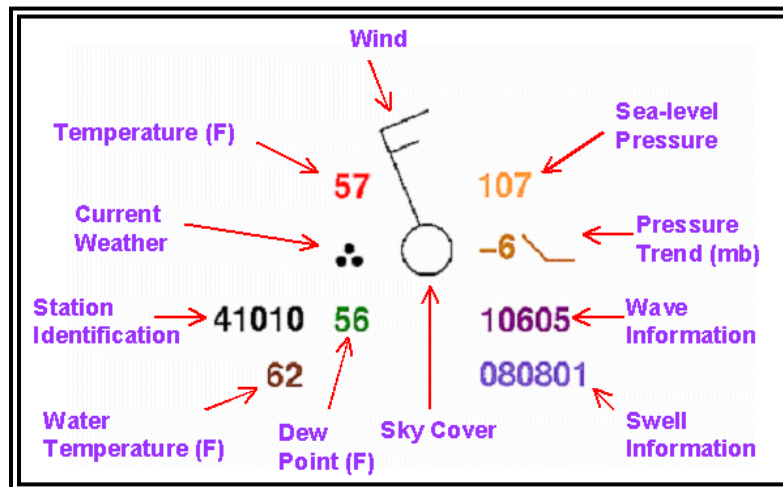 Wind
Temperature (F)
Sea-level
Pressure
57
107
Current
Weather
-6
Pressure
Trend (mb)
Station
Identification
41010
56
10605
Wave
Information
62
080801
Water
Temperature (F)
Dew
Point (F)
Sky Cover
Swell
Information